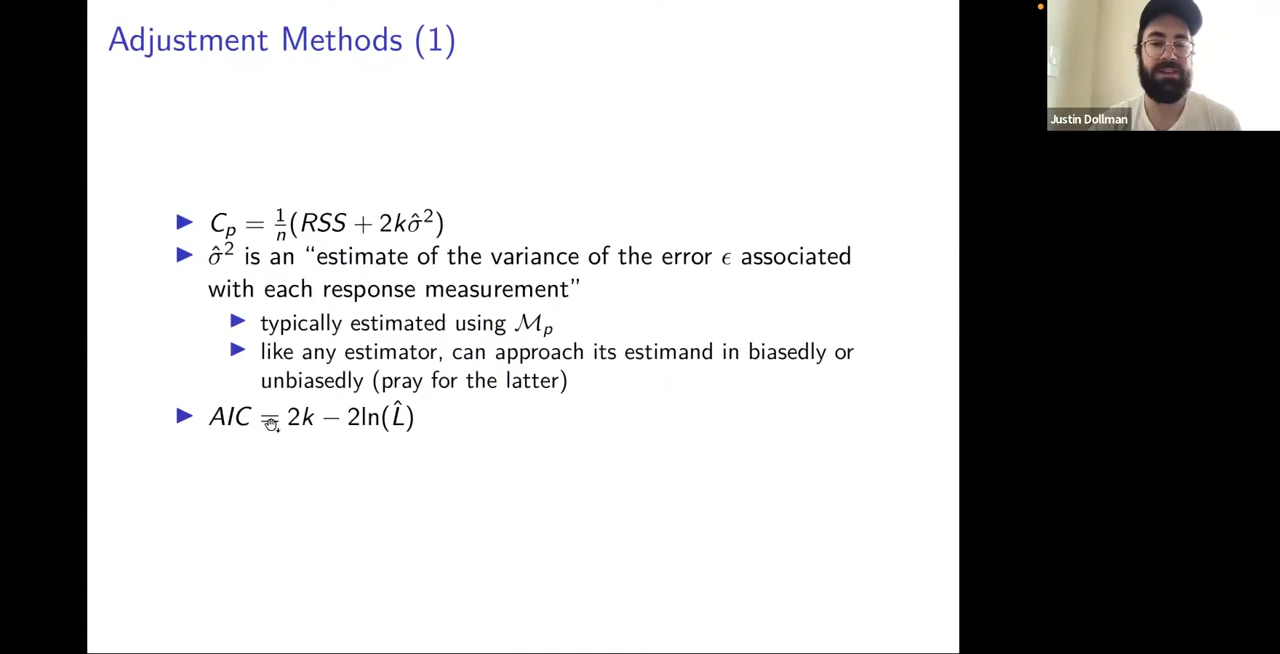 Adjustment Methods (1)
Justin Dollman
▶ C_p = 1/n(RSS + 2kσ̂²)
▶ σ̂² is an “estimate of the variance of the error ϵ associated
with each response measurement”
▶ typically estimated using ℳ_p
▶ like any estimator, can approach its estimand in biasedly or
unbiasedly (pray for the latter)
▶ AIC = 2k − 2ln(L̂)